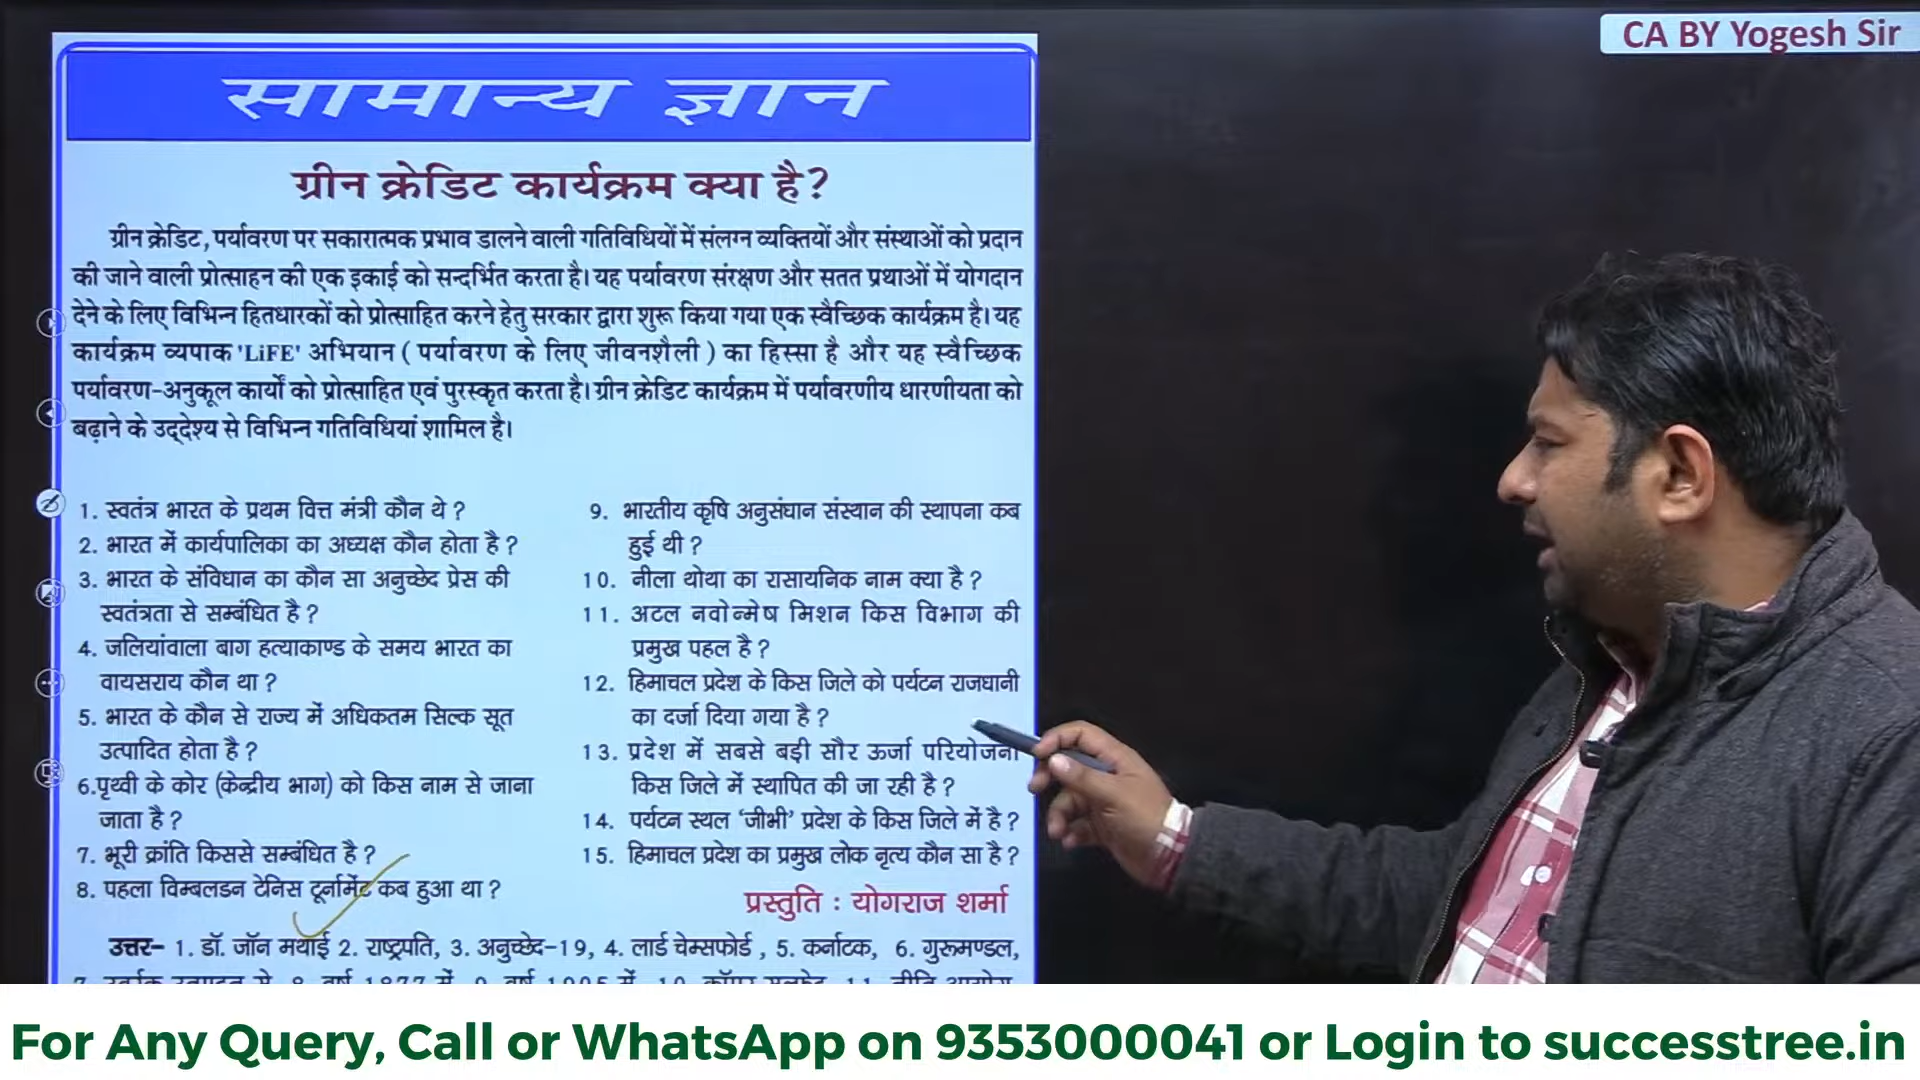 CA BY Yogesh Sir
सामान्य ज्ञान
ग्रीन क्रेडिट कार्यक्रम क्या है?
ग्रीन क्रेडिट, पर्यावरण पर सकारात्मक प्रभाव डालने वाली गतिविधियों में संलग्न व्यक्तियों और संस्थाओं को प्रदान
की जाने वाली प्रोत्साहन की एक इकाई को सन्दर्भित करता है। यह पर्यावरण संरक्षण और सतत प्रथाओं में योगदान
देने के लिए विभिन्न हितधारकों को प्रोत्साहित करने हेतु सरकार द्वारा शुरू किया गया एक स्वैच्छिक कार्यक्रम है। यह
कार्यक्रम व्यपाक 'LiFE' अभियान ( पर्यावरण के लिए जीवनशैली ) का हिस्सा है और यह स्वैच्छिक
पर्यावरण-अनुकूल कार्यों को प्रोत्साहित एवं पुरस्कृत करता है। ग्रीन क्रेडिट कार्यक्रम में पर्यावरणीय धारणीयता को
बढ़ाने के उद्देश्य से विभिन्न गतिविधियां शामिल है।
1. स्वतंत्र भारत के प्रथम वित्त मंत्री कौन थे ?
2. भारत में कार्यपालिका का अध्यक्ष कौन होता है ?
3. भारत के संविधान का कौन सा अनुच्छेद प्रेस की
स्वतंत्रता से सम्बंधित है ?
4. जलियांवाला बाग हत्याकाण्ड के समय भारत का
वायसराय कौन था ?
5. भारत के कौन से राज्य में अधिकतम सिल्क सूत
उत्पादित होता है ?
6.पृथ्वी के कोर (केन्द्रीय भाग) को किस नाम से जाना
जाता है ?
7. भूरी क्रांति किससे सम्बंधित है ?
8. पहला विम्बलडन टेनिस टूर्नामेंट कब हुआ था ?
9. भारतीय कृषि अनुसंघान संस्थान की स्थापना कब
हुई थी ?
10. नीला थोथा का रासायनिक नाम क्या है ?
11. अटल नवोन्मेष मिशन किस विभाग की
प्रमुख पहल है ?
12. हिमाचल प्रदेश के किस जिले को पर्यटन राजघानी
का दर्जा दिया गया है ?
13. प्रदेश में सबसे बड़ी सौर ऊर्जा परियोजना
किस जिले में स्थापित की जा रही है ?
14. पर्यटन स्थल ‘जीभी’ प्रदेश के किस जिले में है ?
15. हिमाचल प्रदेश का प्रमुख लोक नृत्य कौन सा है ?
प्रस्तुति : योगराज शर्मा
उत्तर- 1. डॉ. जॉन मथाई 2. राष्ट्रपति, 3. अनुच्छेद-19, 4. लार्ड चेम्सफोर्ड , 5. कर्नाटक, 6. गुरूमण्डल,
For Any Query, Call or WhatsApp on 9353000041 or Login to successtree.in